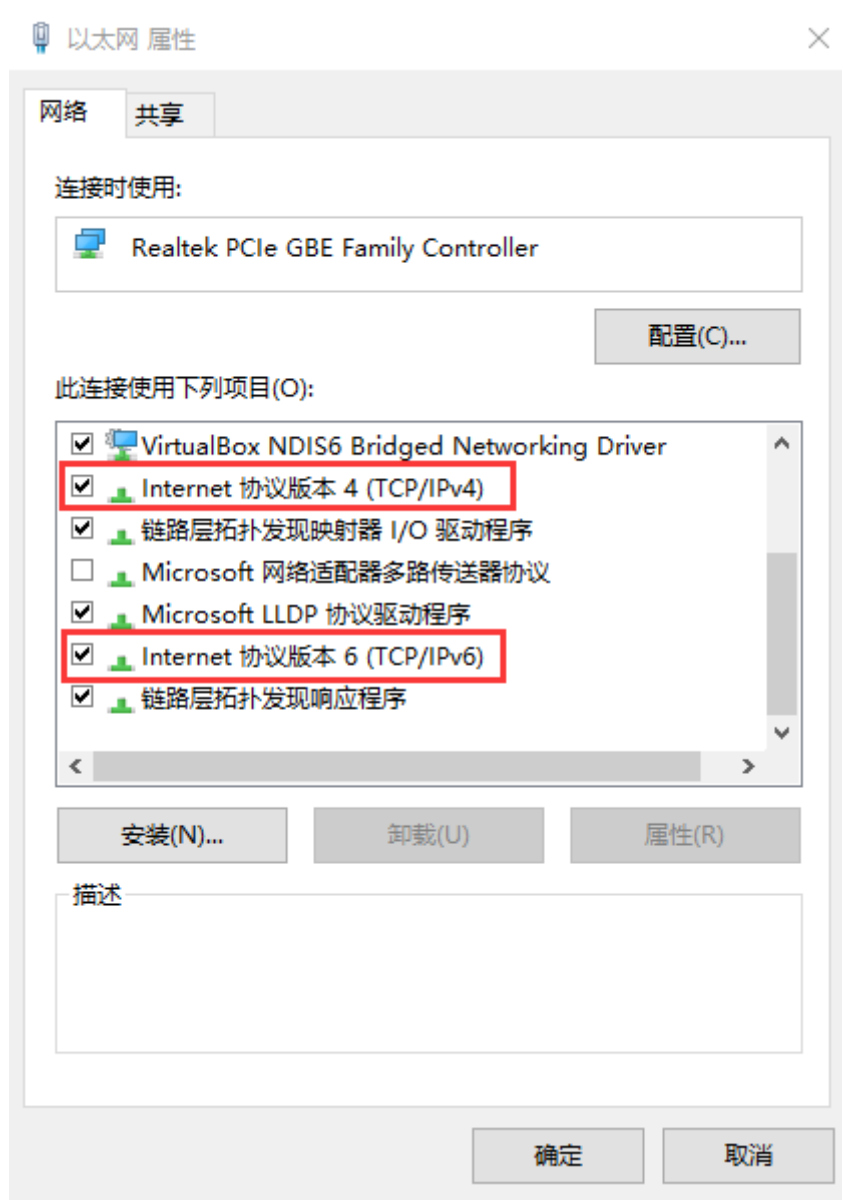 以太网 属性
网络
共享
连接时使用:
Realtek PCIe GBE Family Controller
配置(C)...
此连接使用下列项目(O):
VirtualBox NDIS6 Bridged Networking Driver
Internet 协议版本 4 (TCP/IPv4)
链路层拓扑发现映射器 I/O 驱动程序
Microsoft 网络适配器多路传送器协议
Microsoft LLDP 协议驱动程序
Internet 协议版本 6 (TCP/IPv6)
链路层拓扑发现响应程序
安装(N)...
卸载(U)
属性(R)
描述
确定
取消